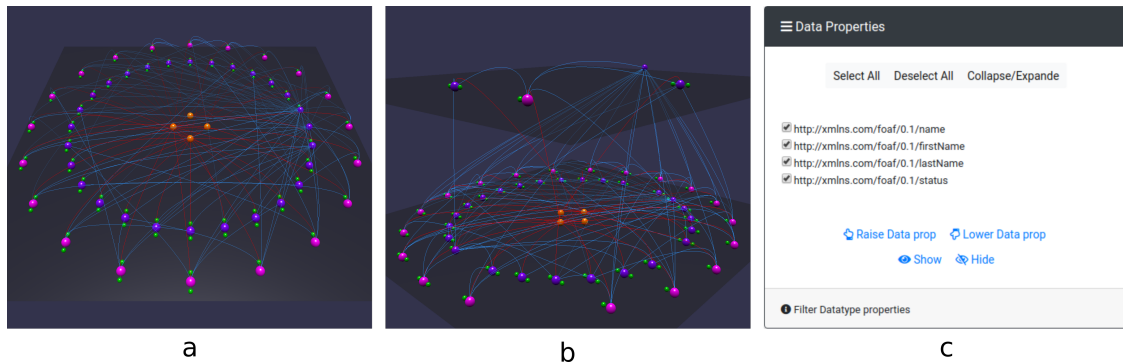 Data Properties
Select All Deselect All Collapse/Expande
http://xmlns.com/foaf/0.1/name
http://xmlns.com/foaf/0.1/firstName
http://xmlns.com/foaf/0.1/lastName
http://xmlns.com/foaf/0.1/status
Raise Data prop Lower Data prop
Show Hide
Filter Datatype properties
a b c